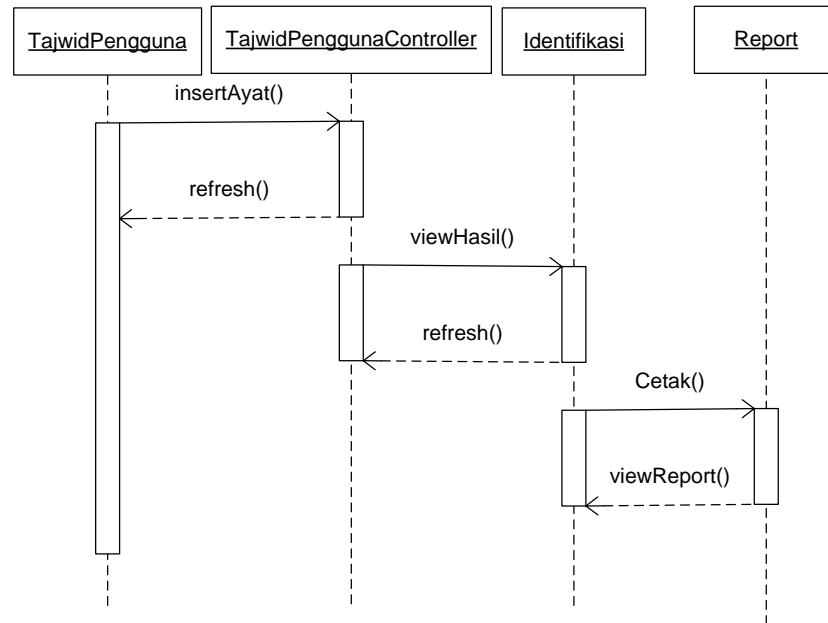 TajwidPengguna
TajwidPenggunaController
Identifikasi
Report
insertAyat()
refresh()
viewHasil()
refresh()
Cetak()
viewReport()